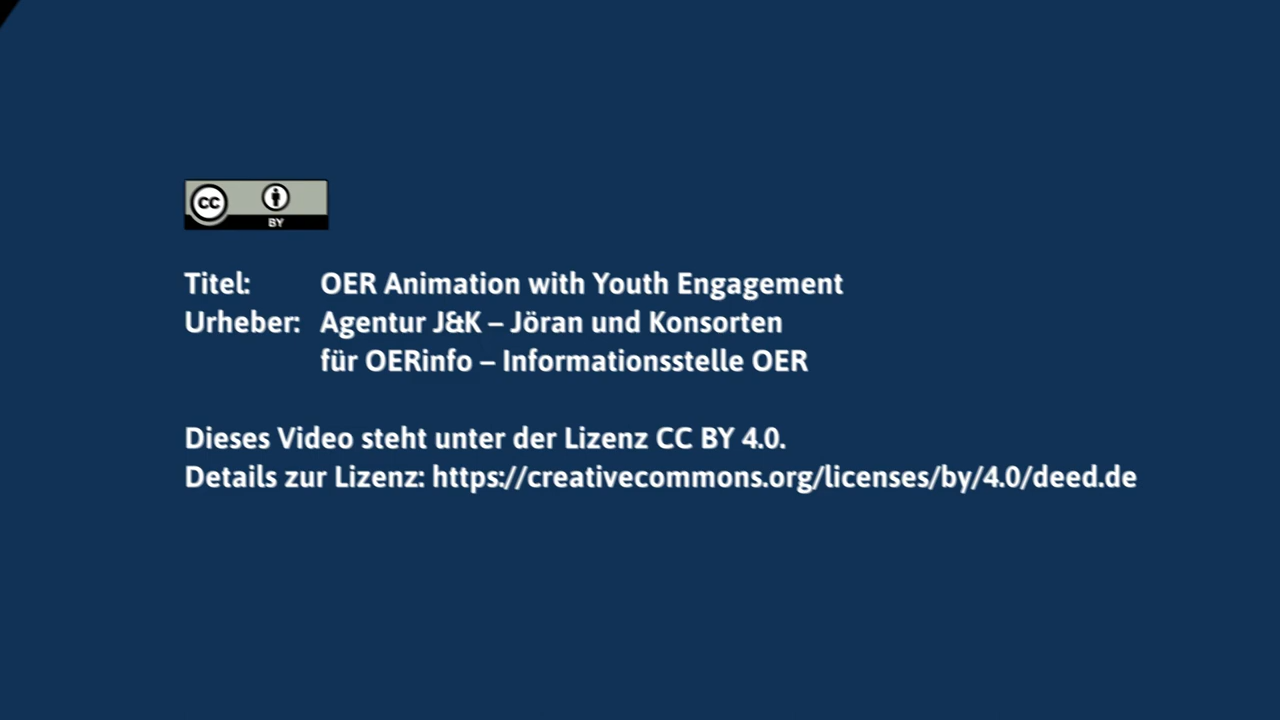 CC
BY
Titel: OER Animation with Youth Engagement
Urheber: Agentur J&K – Jöran und Konsorten
für OERinfo – Informationsstelle OER
Dieses Video steht unter der Lizenz CC BY 4.0.
Details zur Lizenz: https://creativecommons.org/licenses/by/4.0/deed.de